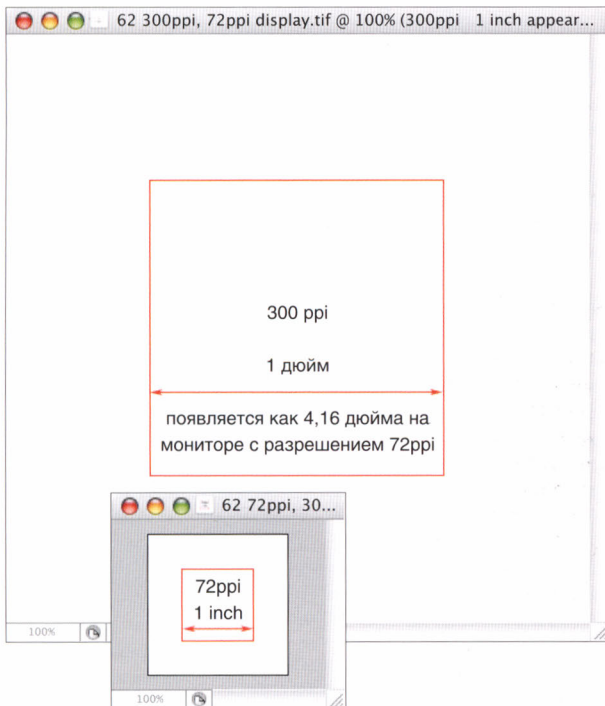 62 300ppi, 72ppi display.tif @ 100% (300ppi 1 inch appear...
300 ppi
1 дюйм
появляется как 4,16 дюйма на
мониторе с разрешением 72ppi
62 72ppi, 30...
72ppi
1 inch
100%
100%